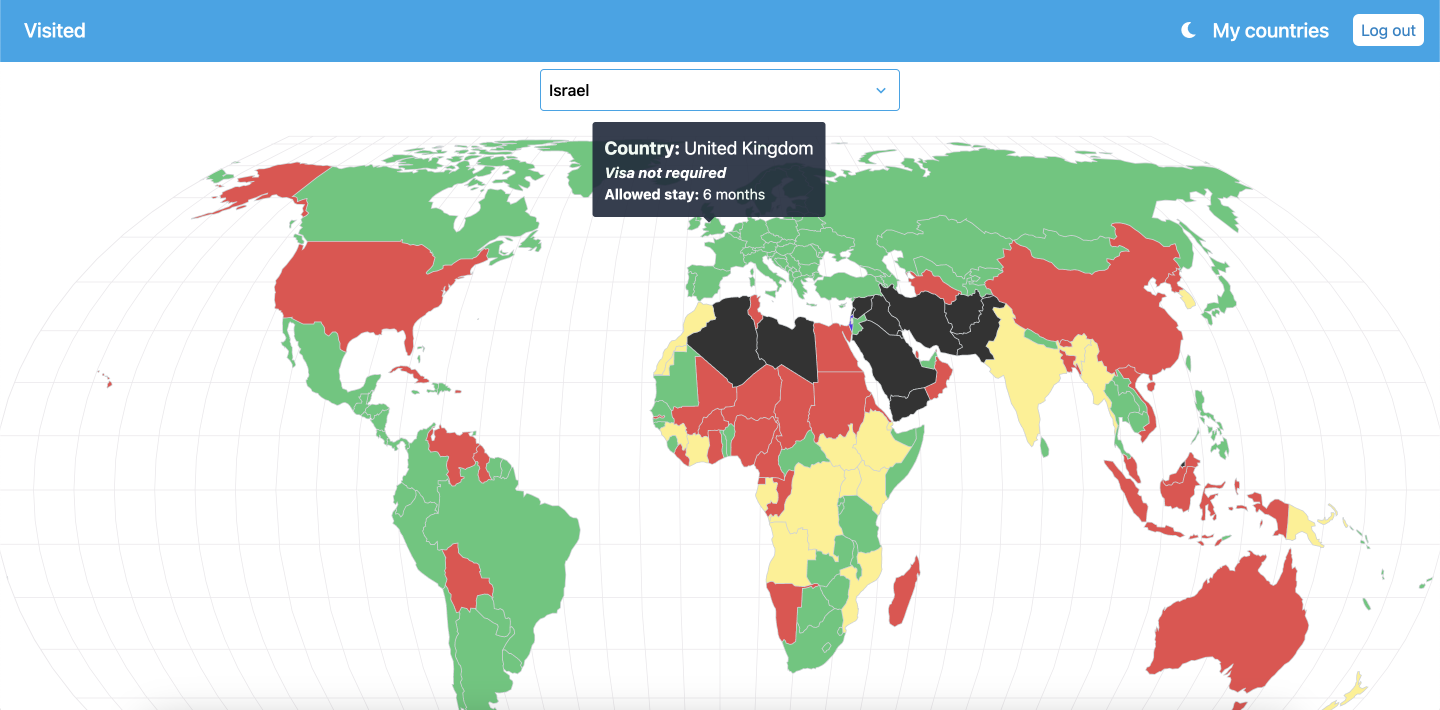 Visited
My countries
Log out
Israel
Country: United Kingdom
Visa not required
Allowed stay: 6 months